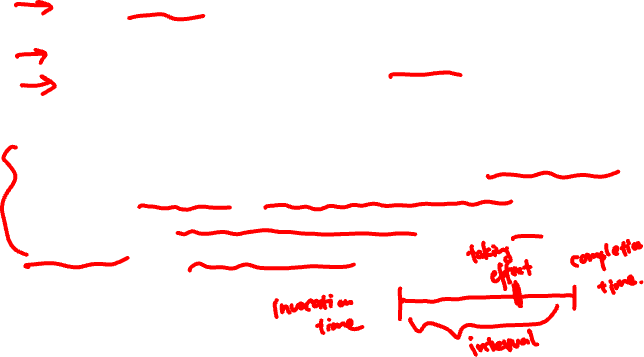 taking
effect
completion
time.
Invocation
time
interval